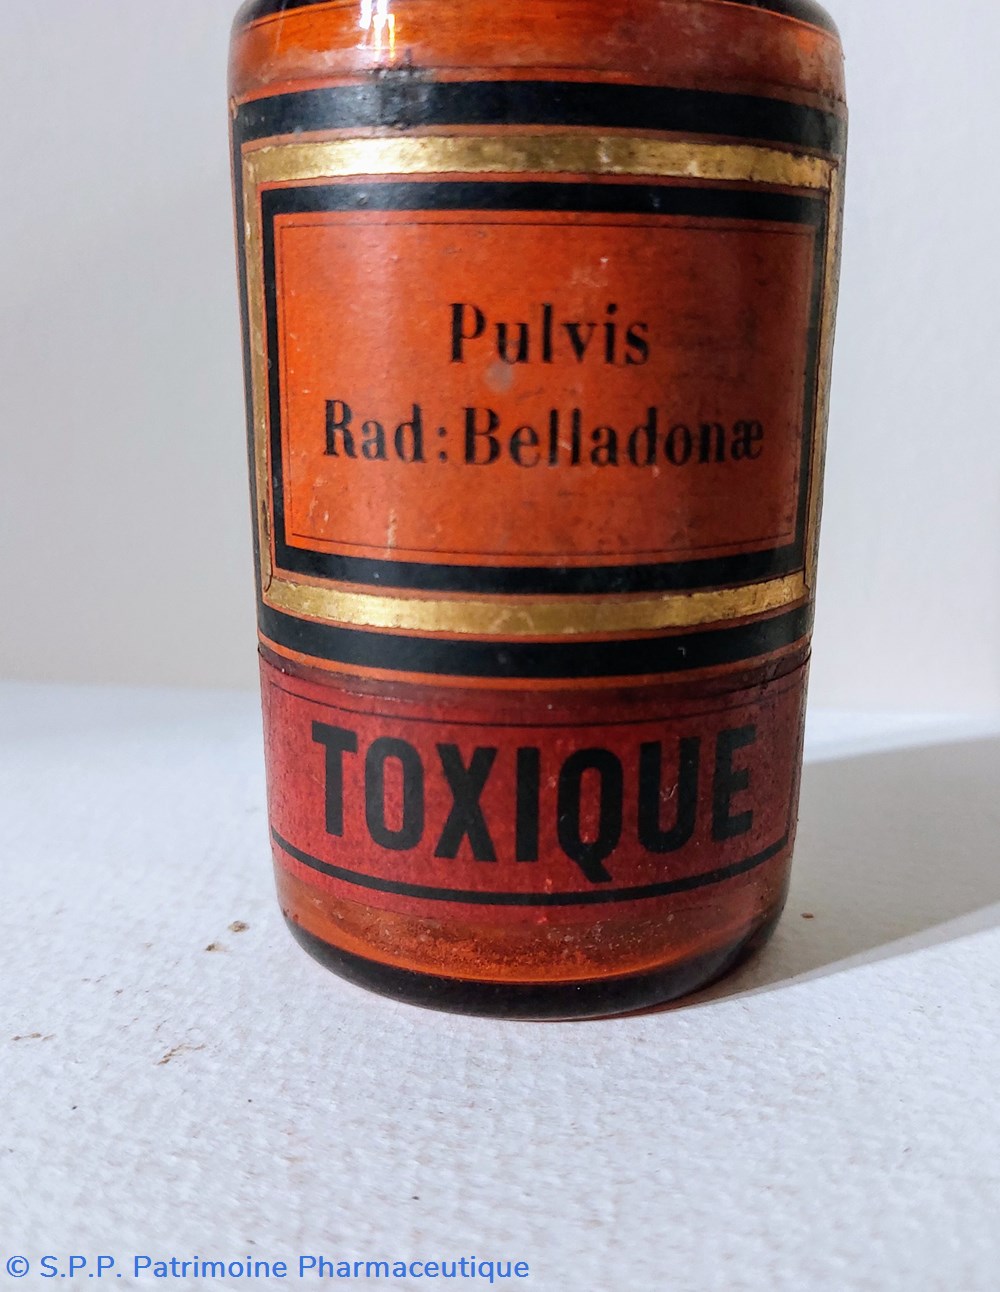 Pulvis
Rad: Belladonæ
TOXIQUE
© S.P.P. Patrimoine Pharmaceutique